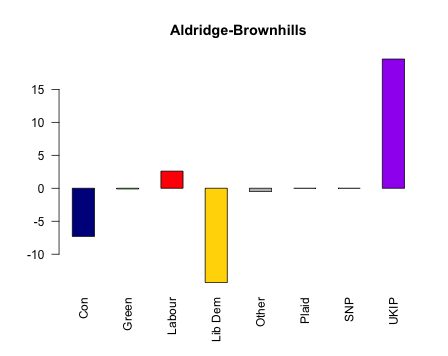 Aldridge-Brownhills
15
10
5
0
-5
-10
Con
Green
Labour
Lib Dem
Other
Plaid
SNP
UKIP